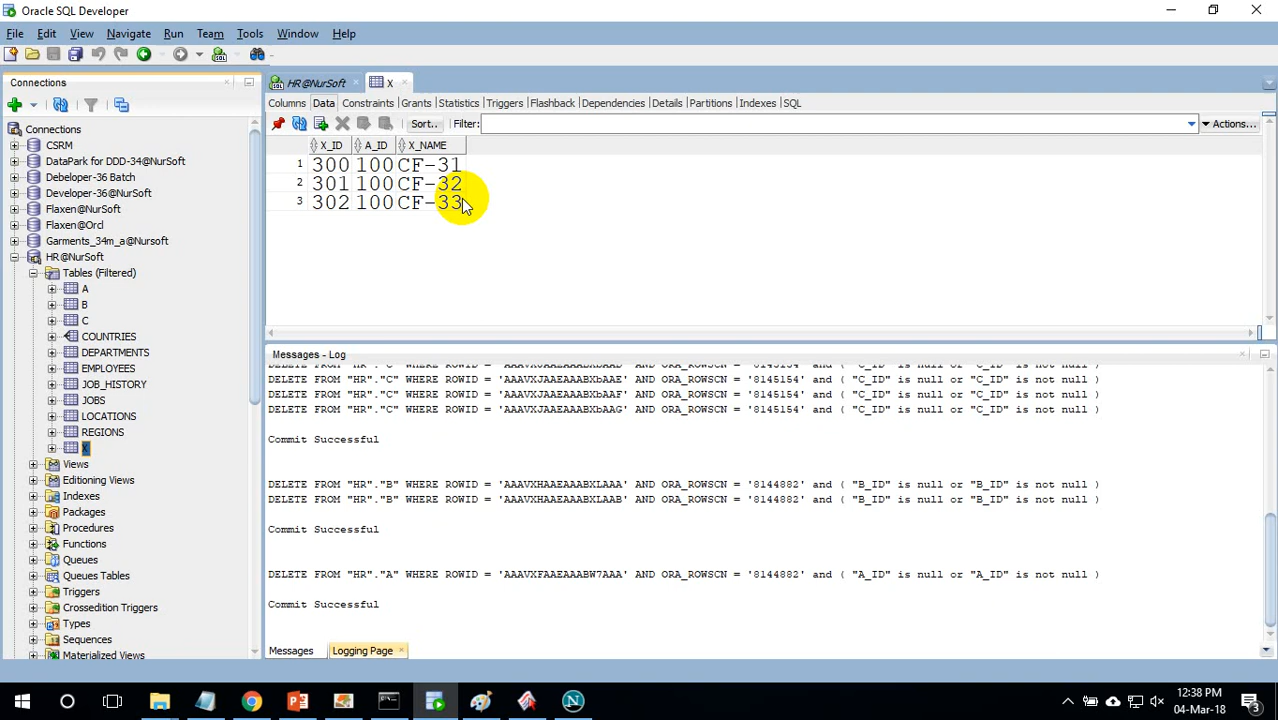 Oracle SQL Developer
File Edit View Navigate Run Team Tools Window Help
Connections
HR@NurSoft X
Columns Data Constraints Grants Statistics Triggers Flashback Dependencies Details Partitions Indexes SQL
Sort.. Filter: Actions...
X_ID A_ID X_NAME
1 300 100 CF-31
2 301 100 CF-32
3 302 100 CF-33
Connections
CSRM
DataPark for DDD-34@NurSoft
Debeloper-36 Batch
Developer-36@NurSoft
Flaxen@NurSoft
Flaxen@Orcl
Garments_34m_a@Nursoft
HR@NurSoft
Tables (Filtered)
A
B
C
COUNTRIES
DEPARTMENTS
EMPLOYEES
JOB_HISTORY
JOBS
LOCATIONS
REGIONS
X
Views
Editioning Views
Indexes
Packages
Procedures
Functions
Queues
Queues Tables
Triggers
Crossedition Triggers
Types
Sequences
Materialized Views
Messages - Log
DELETE FROM "HR"."C" WHERE ROWID = 'AAAVXJAAEAAABXbAAE' AND ORA_ROWSCN = '8145154' and ( "C_ID" is null or "C_ID" is not null )
DELETE FROM "HR"."C" WHERE ROWID = 'AAAVXJAAEAAABXbAAF' AND ORA_ROWSCN = '8145154' and ( "C_ID" is null or "C_ID" is not null )
DELETE FROM "HR"."C" WHERE ROWID = 'AAAVXJAAEAAABXbAAG' AND ORA_ROWSCN = '8145154' and ( "C_ID" is null or "C_ID" is not null )
Commit Successful
DELETE FROM "HR"."B" WHERE ROWID = 'AAAVXHAAEAAABXLAAA' AND ORA_ROWSCN = '8144882' and ( "B_ID" is null or "B_ID" is not null )
DELETE FROM "HR"."B" WHERE ROWID = 'AAAVXHAAEAAABXLAAB' AND ORA_ROWSCN = '8144882' and ( "B_ID" is null or "B_ID" is not null )
Commit Successful
DELETE FROM "HR"."A" WHERE ROWID = 'AAAVXFAAEAAABW7AAA' AND ORA_ROWSCN = '8144882' and ( "A_ID" is null or "A_ID" is not null )
Commit Successful
Messages Logging Page
12:38 PM
04-Mar-18
3